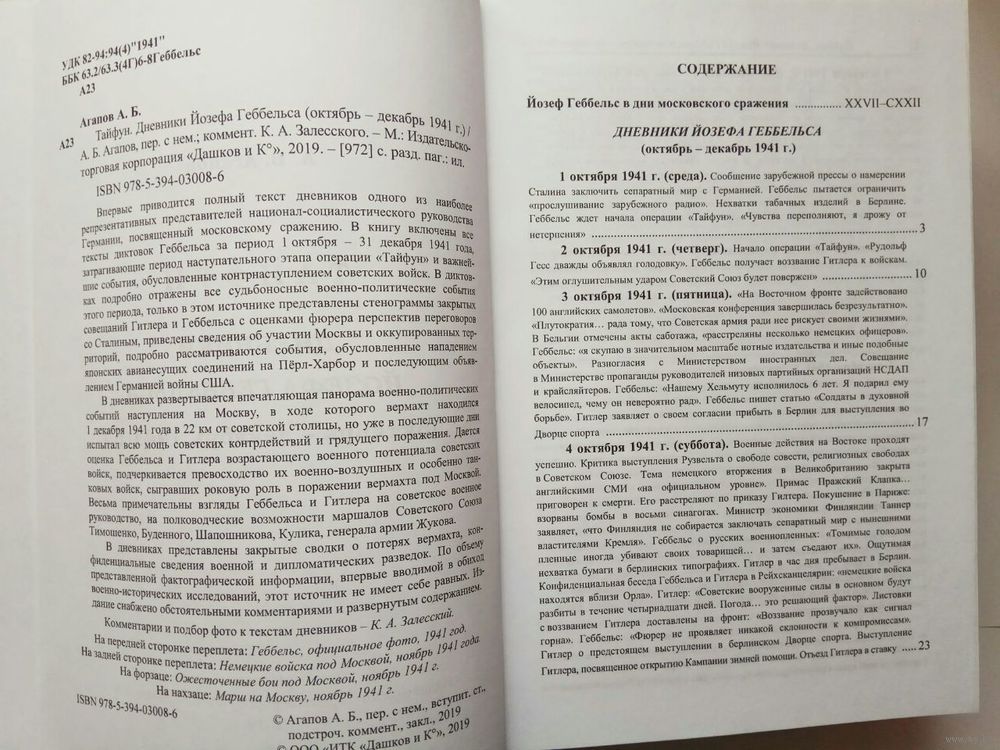 УДК 82-94:94(4)"1941"
ББК 63.2/63.3(4Г)6-8Геббельс
А23
Агапов А. Б.
А23
Тайфун. Дневники Йозефа Геббельса (октябрь – декабрь 1941 г.) /
А. Б. Агапов, пер. с нем.; коммент. К. А. Залесского. – М.: Издательско-
торговая корпорация «Дашков и К°», 2019. – [972] с. разд. паг.: ил.
ISBN 978-5-394-03008-6
Впервые приводится полный текст дневников одного из наиболее
репрезентативных представителей национал-социалистического руководства
Германии, посвященный московскому сражению. В книгу включены все
тексты диктовок Геббельса за период 1 октября – 31 декабря 1941 года,
затрагивающие период наступательного этапа операции «Тайфун» и важней-
шие события, обусловленные контрнаступлением советских войск. В диктов-
ках подробно отражены все судьбоносные военно-политические события
этого периода, только в этом источнике представлены стенограммы закрытых
совещаний Гитлера и Геббельса с оценками фюрера перспектив переговоров
со Сталиным, приведены сведения об участии Москвы и оккупированных тер-
риторий, подробно рассматриваются события, обусловленные нападением
японских авианесущих соединений на Пёрл-Харбор и последующим объяв-
лением Германией войны США.
В дневниках развертывается впечатляющая панорама военно-политических
событий наступления на Москву, в ходе которого вермахт находился
1 декабря 1941 года в 22 км от советской столицы, но уже в последующие дни
испытал всю мощь советских контрдействий и грядущего поражения. Дается
оценка Геббельса и Гитлера возрастающего военного потенциала советских
войск, подчеркивается превосходство их военно-воздушных и особенно тан-
ковых войск, сыгравших роковую роль в поражении вермахта под Москвой.
Весьма примечательны взгляды Геббельса и Гитлера на советское военное
руководство, на полководческие возможности маршалов Советского Союза
Тимошенко, Буденного, Шапошникова, Кулика, генерала армии Жукова.
В дневниках представлены закрытые сводки о потерях вермахта, кон-
фиденциальные сведения военной и дипломатических разведок. По объему
представленной фактографической информации, впервые вводимой в обиход
военно-исторических исследований, этот источник не имеет себе равных. Из-
дание снабжено обстоятельными комментариями и развернутым содержанием.
Комментарии и подбор фото к текстам дневников – К. А. Залесский.
На передней сторонке переплета: Геббельс, официальное фото, 1941 год.
На задней сторонке переплета: Немецкие войска под Москвой, ноябрь 1941 года.
На форзаце: Ожесточенные бои под Москвой, ноябрь 1941 г.
На нахзаце: Марш на Москву, ноябрь 1941 г.
ISBN 978-5-394-03008-6
© Агапов А. Б., пер. с нем., вступит. ст.,
подстроч. коммент., закл., 2019
© ООО «ИТК «Дашков и К°», 2019
СОДЕРЖАНИЕ
Йозеф Геббельс в дни московского сражения .............. XXVII–CXXII
ДНЕВНИКИ ЙОЗЕФА ГЕББЕЛЬСА
(октябрь – декабрь 1941 г.)
1 октября 1941 г. (среда). Сообщение зарубежной прессы о намерении
Сталина заключить сепаратный мир с Германией. Геббельс пытается ограничить
«прослушивание зарубежного радио». Нехватки табачных изделий в Берлине.
Геббельс ждет начала операции «Тайфун». «Чувства переполняют, я дрожу от
нетерпения» ........ 3
2 октября 1941 г. (четверг). Начало операции «Тайфун». «Рудольф
Гесс дважды объявлял голодовку». Геббельс получает воззвание Гитлера к войскам.
«Этим оглушительным ударом Советский Союз будет повержен» ........ 10
3 октября 1941 г. (пятница). «На Восточном фронте задействовано
100 английских самолетов». «Московская конференция завершилась безрезультатно».
«Плутократия… рада тому, что Советская армия ради нее рискует своими жизнями».
В Бельгии отмечены акты саботажа, «расстреляны несколько немецких офицеров».
Геббельс: «я скупаю в значительном масштабе нотные издательства и иные подобные
объекты». Разногласия с Министерством иностранных дел. Совещание
в Министерстве пропаганды руководителей низовых партийных организаций НСДАП
и крайсляйтеров. Геббельс: «Нашему Хельмуту исполнилось 6 лет. Я подарил ему
велосипед, чему он невероятно рад». Геббельс пишет статью «Солдаты в духовной
борьбе». Гитлер заявляет о своем согласии прибыть в Берлин для выступления во
Дворце спорта ........ 17
4 октября 1941 г. (суббота). Военные действия на Востоке проходят
успешно. Критика выступления Рузвельта о свободе совести, религиозных свободах
в Советском Союзе. Тема немецкого вторжения в Великобританию закрыта
английскими СМИ «на официальном уровне». Примас Пражский Клапка…
приговорен к смерти. Его расстреляют по приказу Гилтера. Покушение в Париже:
взорваны бомбы в восьми синагогах. Министр экономики Финляндии Таннер
заявляет, «что Финляндия не собирается заключать сепаратный мир с нынешними
властителями Кремля». Геббельс о русских военнопленных: «Томимые голодом
пленные иногда убивают своих товарищей… и затем съедают их». Ощутимая
нехватка бумаги в берлинских типографиях. Гитлер в час дня пребывает в Берлин.
Конфиденциальная беседа Геббельса и Гитлера в Рейхсканцелярии: «немецкие войска
находятся вблизи Орла». Гитлер: «Советские вооруженные силы в основном будут
разбиты в течение четырнадцати дней. Погода… это решающий фактор». Листовки
с воззванием Гитлера доставлены на фронт: «Воззвание прозвучало как сигнал
горна». Геббельс: «Фюрер не проявляет никакой склонности к компромиссам».
Гитлер о предстоящем выступлении в берлинском Дворце спорта. Выступление
Гитлера, посвященное открытию Кампании зимней помощи. Отъезд Гитлера в ставку ..... 23